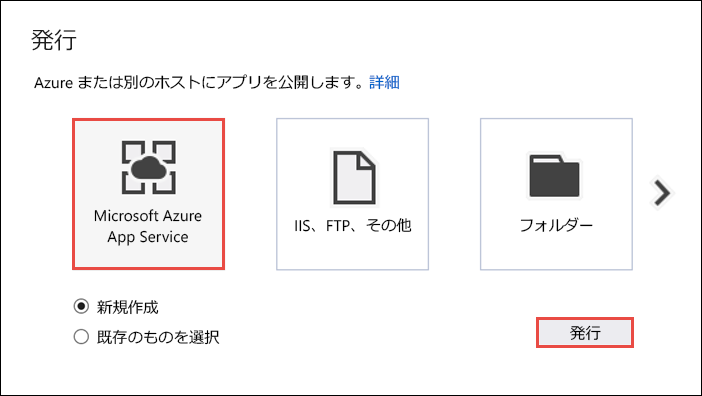 発行
Azure または別のホストにアプリを公開します。詳細
Microsoft Azure
App Service
IIS、FTP、その他
フォルダー
新規作成
既存のものを選択
発行